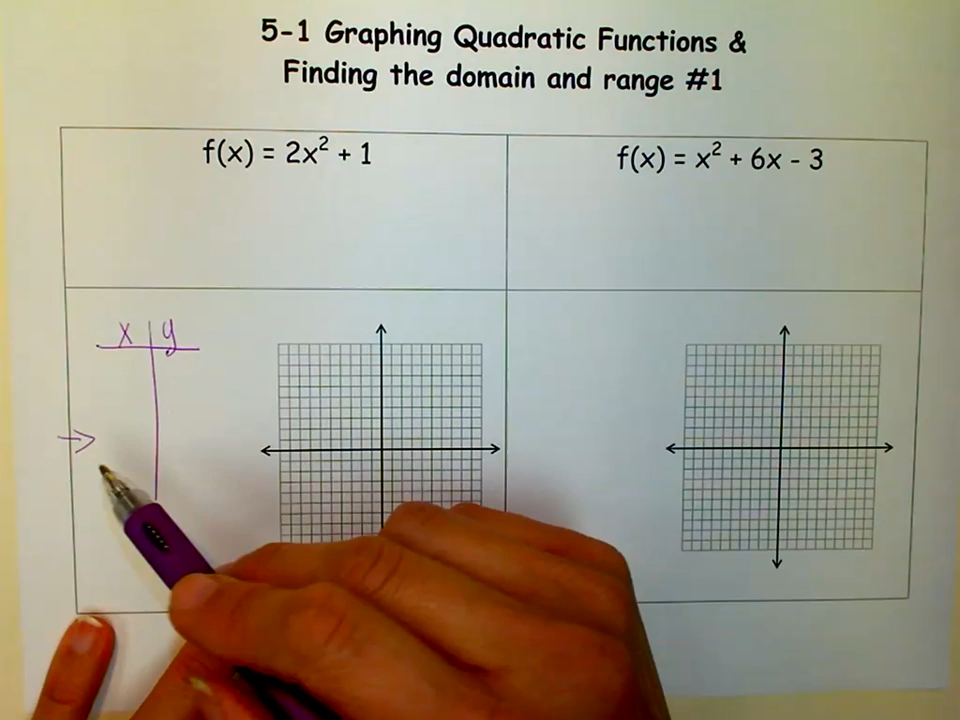 5-1 Graphing Quadratic Functions &
Finding the domain and range #1
f(x) = 2x² + 1
f(x) = x² + 6x - 3
x y